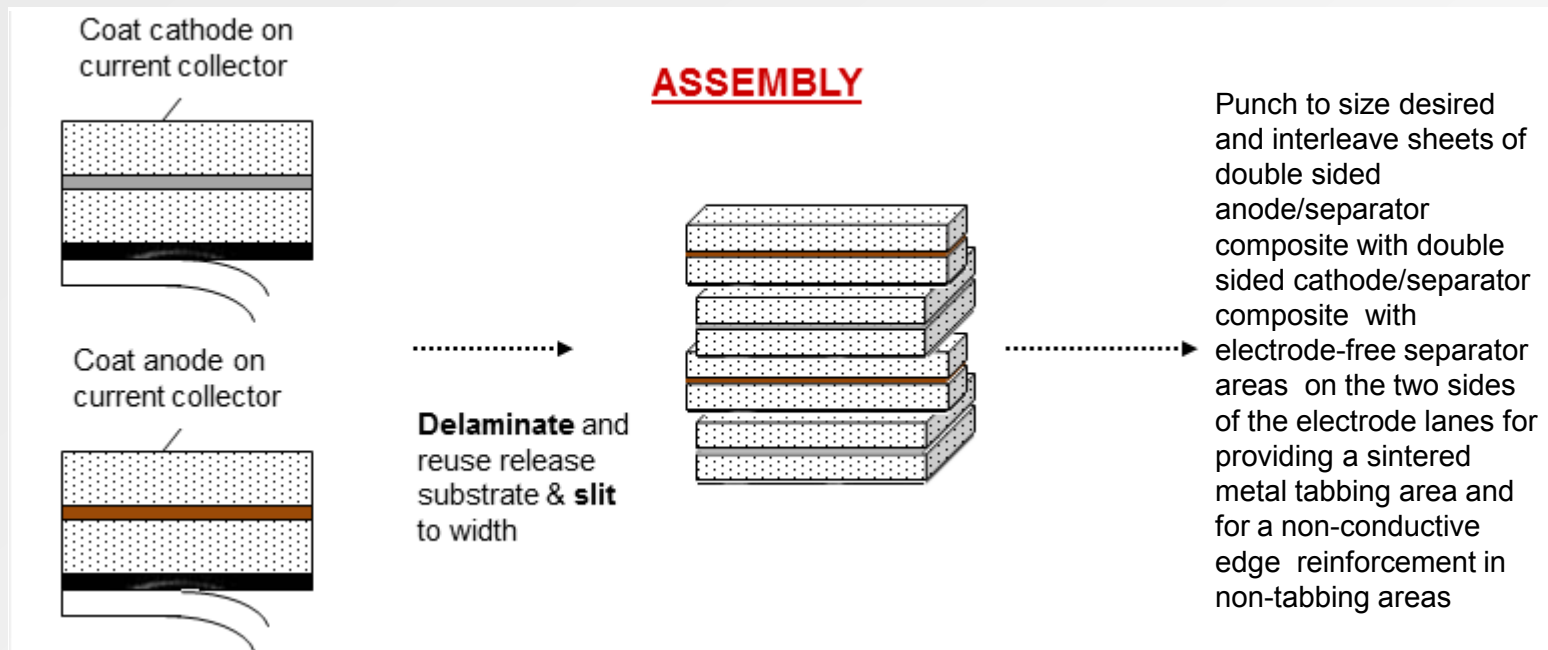 Coat cathode on
current collector
ASSEMBLY
Coat anode on
current collector
Delaminate and
reuse release
substrate & slit
to width
Punch to size desired
and interleave sheets of
double sided
anode/separator
composite with double
sided cathode/separator
composite with
electrode-free separator
areas on the two sides
of the electrode lanes for
providing a sintered
metal tabbing area and
for a non-conductive
edge reinforcement in
non-tabbing areas